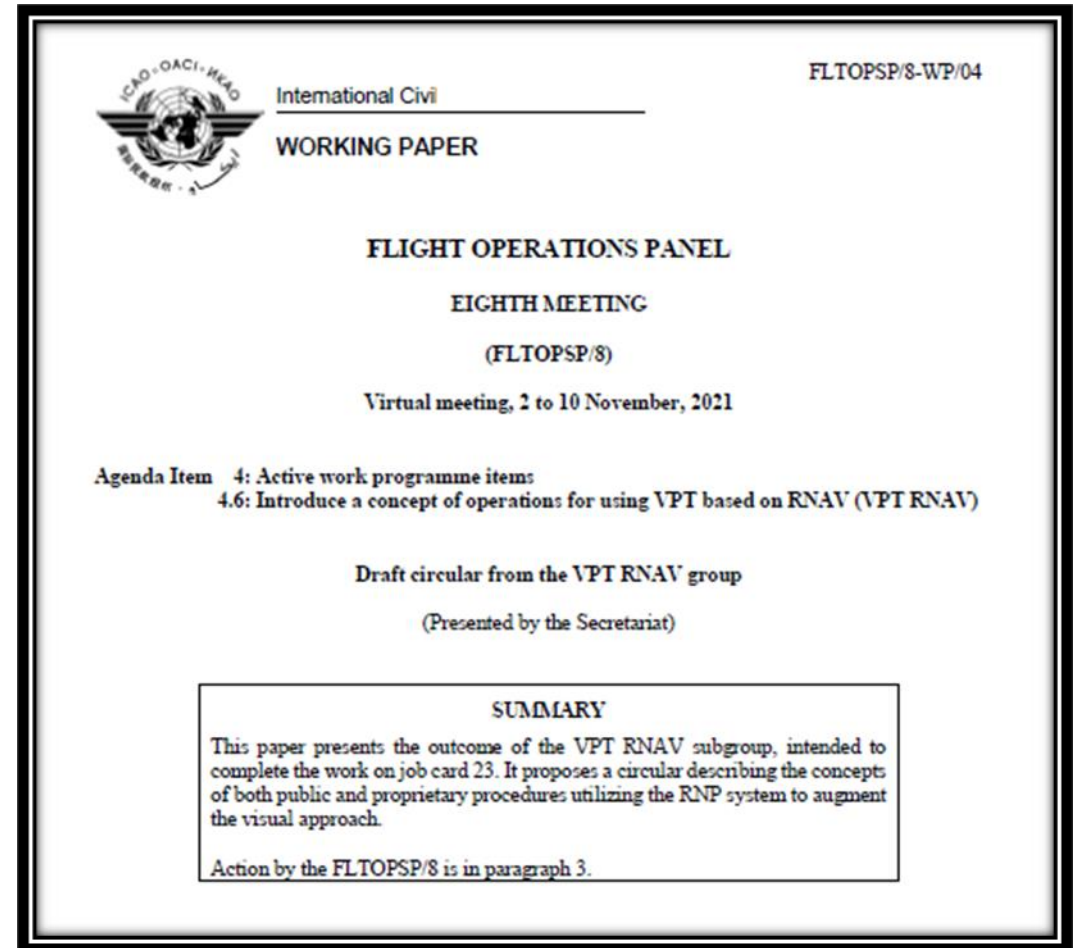 FLTOPSP/8-WP/04
ICAO · OACI · ИКАО
International Civil
WORKING PAPER
FLIGHT OPERATIONS PANEL
EIGHTH MEETING
(FLTOPSP/8)
Virtual meeting, 2 to 10 November, 2021
Agenda Item 4: Active work programme items
4.6: Introduce a concept of operations for using VPT based on RNAV (VPT RNAV)
Draft circular from the VPT RNAV group
(Presented by the Secretariat)
SUMMARY
This paper presents the outcome of the VPT RNAV subgroup, intended to
complete the work on job card 23. It proposes a circular describing the concepts
of both public and proprietary procedures utilizing the RNP system to augment
the visual approach.
Action by the FLTOPSP/8 is in paragraph 3.